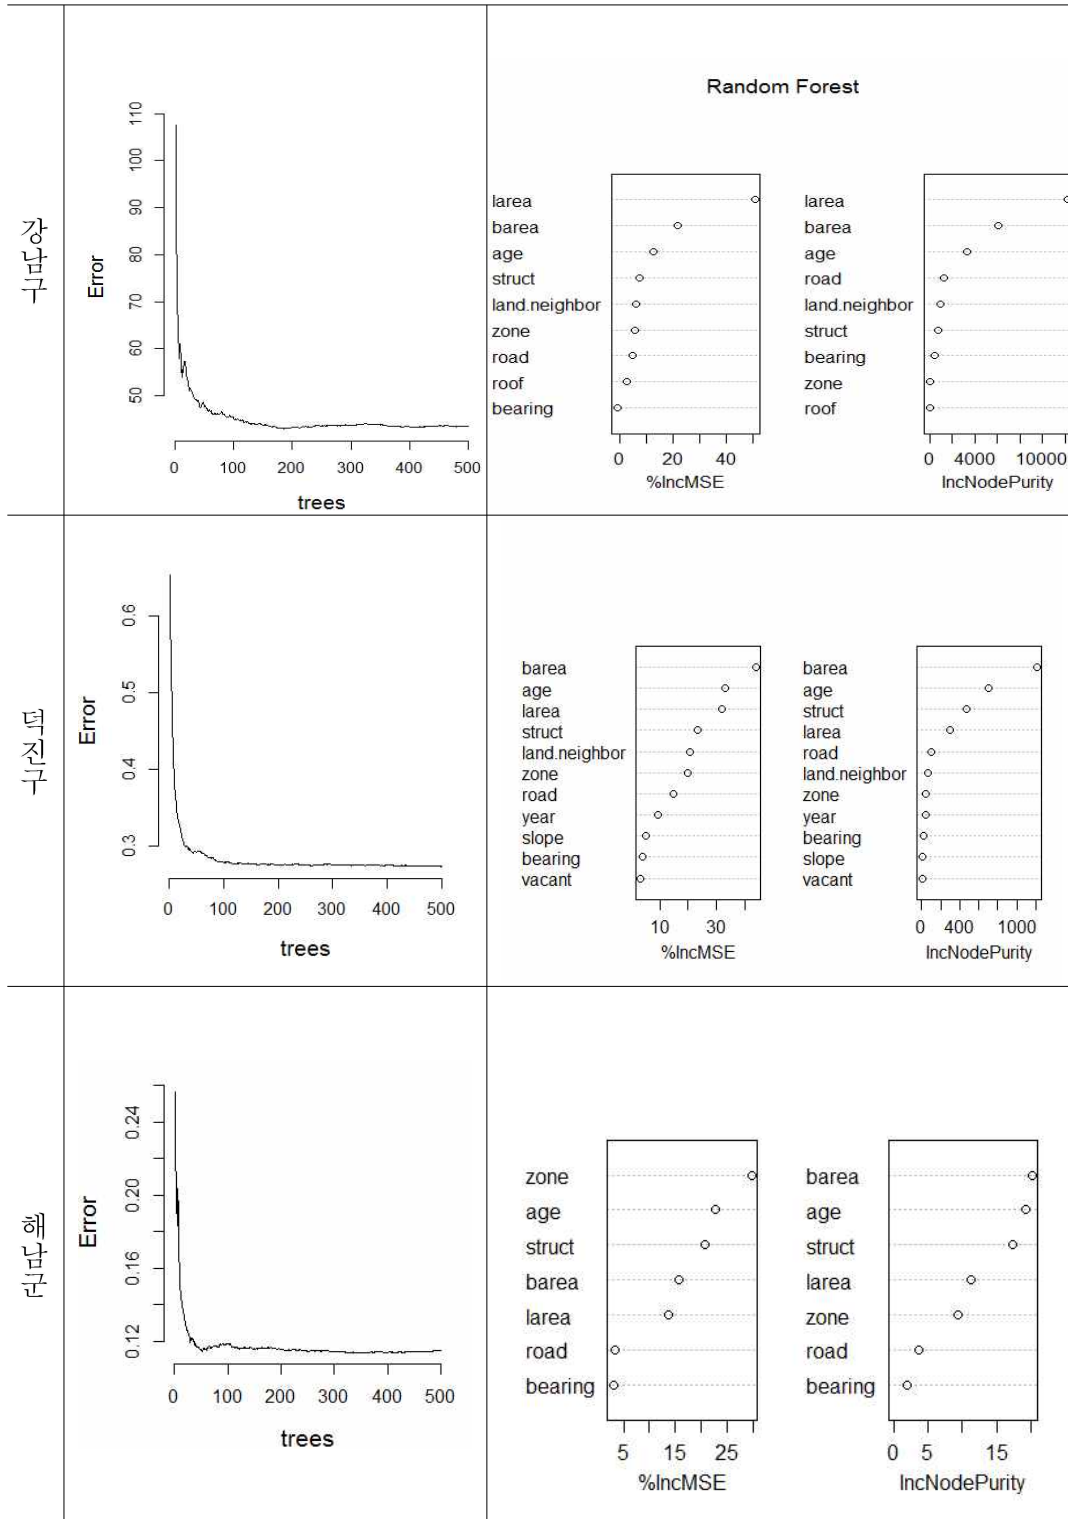 Random Forest
강남구
Error
110
100
90
80
70
60
50
0 100 200 300 400 500
trees
larea
barea
age
struct
land.neighbor
zone
road
roof
bearing
0 20 40
%IncMSE
larea
barea
age
road
land.neighbor
struct
bearing
zone
roof
0 4000 10000
IncNodePurity
덕진구
Error
0.6
0.5
0.4
0.3
0 100 200 300 400 500
trees
barea
age
larea
struct
land.neighbor
zone
road
year
slope
bearing
vacant
10 30
%IncMSE
barea
age
struct
larea
road
land.neighbor
zone
year
bearing
slope
vacant
0 400 1000
IncNodePurity
해남군
Error
0.24
0.20
0.16
0.12
0 100 200 300 400 500
trees
zone
age
struct
barea
larea
road
bearing
5 15 25
%IncMSE
barea
age
struct
larea
zone
road
bearing
0 5 15
IncNodePurity